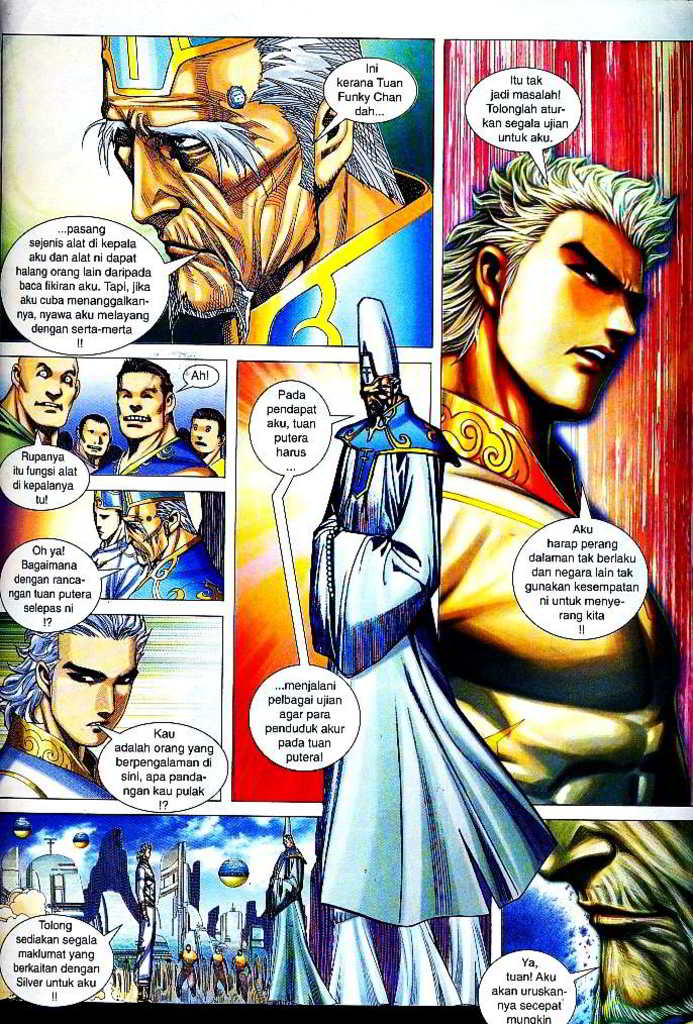 Ini
kerana Tuan
Funky Chan
dah...
...pasang
sejenis alat di kepala
aku dan alat ni dapat
halang orang lain daripada
baca fikiran aku. Tapi, jika
aku cuba menanggalkan-
nya, nyawa aku melayang
dengan serta-merta
!!
Ah!
Rupanya
itu fungsi alat
di kepalanya
tu!
Oh ya!
Bagaimana
dengan ranca-
ngan tuan putera
selepas ni
!?
Kau
adalah orang yang
berpengalaman di
sini, apa panda-
ngan kau pulak
!?
Pada
pendapat
aku, tuan
putera
harus
...
...menjalani
pelbagai ujian
agar para
penduduk akur
pada tuan
putera!
Itu tak
jadi masalah!
Tolonglah atur-
kan segala ujian
untuk aku.
Aku
harap perang
dalaman tak berlaku
dan negara lain tak
gunakan kesempatan
ni untuk menye-
rang kita
!!
Tolong
sediakan segala
maklumat yang
berkaitan dengan
Silver untuk aku
!!
Ya,
tuan! Aku
akan uruskan-
nya secepat
mungkin